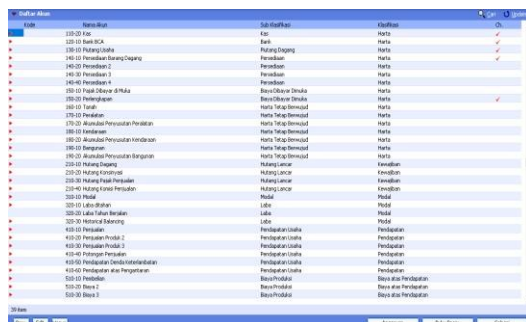 Daftar Akun Cari Update
Kode Nama Akun Sub Klasifikasi Klasifikasi Ch.
110-20 Kas Kas Harta
120-10 Bank BCA Bank Harta
130-10 Piutang Usaha Piutang Dagang Harta
140-10 Persediaan Barang Dagang Persediaan Harta
140-20 Persediaan 2 Persediaan Harta
140-30 Persediaan 3 Persediaan Harta
140-40 Persediaan 4 Persediaan Harta
150-10 Pajak Dibayar di Muka Biaya Dibayar Dimuka Harta
150-20 Perlengkapan Biaya Dibayar Dimuka Harta
160-10 Tanah Harta Tetap Berwujud Harta
170-10 Peralatan Harta Tetap Berwujud Harta
170-20 Akumulasi Penyusutan Peralatan Harta Tetap Berwujud Harta
180-10 Kendaraan Harta Tetap Berwujud Harta
180-20 Akumulasi Penyusutan Kendaraan Harta Tetap Berwujud Harta
190-10 Bangunan Harta Tetap Berwujud Harta
190-20 Akumulasi Penyusutan Bangunan Harta Tetap Berwujud Harta
210-10 Hutang Dagang Hutang Lancar Kewajiban
210-20 Hutang Konsinyasi Hutang Lancar Kewajiban
210-30 Hutang Pajak Penjualan Hutang Lancar Kewajiban
210-40 Hutang Komisi Penjualan Hutang Lancar Kewajiban
310-10 Modal Modal Modal
320-10 Laba ditahan Laba Modal
320-20 Laba Tahun Berjalan Laba Modal
320-30 Historical Balancing Laba Modal
410-10 Penjualan Pendapatan Usaha Pendapatan
410-20 Penjualan Produk 2 Pendapatan Usaha Pendapatan
410-30 Penjualan Produk 3 Pendapatan Usaha Pendapatan
410-40 Potongan Penjualan Pendapatan Usaha Pendapatan
410-50 Pendapatan Denda Keterlambatan Pendapatan Usaha Pendapatan
410-60 Pendapatan atas Pengantaran Pendapatan Usaha Pendapatan
510-10 Pembelian Biaya Produksi Biaya atas Pendapatan
510-20 Biaya 2 Biaya Produksi Biaya atas Pendapatan
510-30 Biaya 3 Biaya Produksi Biaya atas Pendapatan